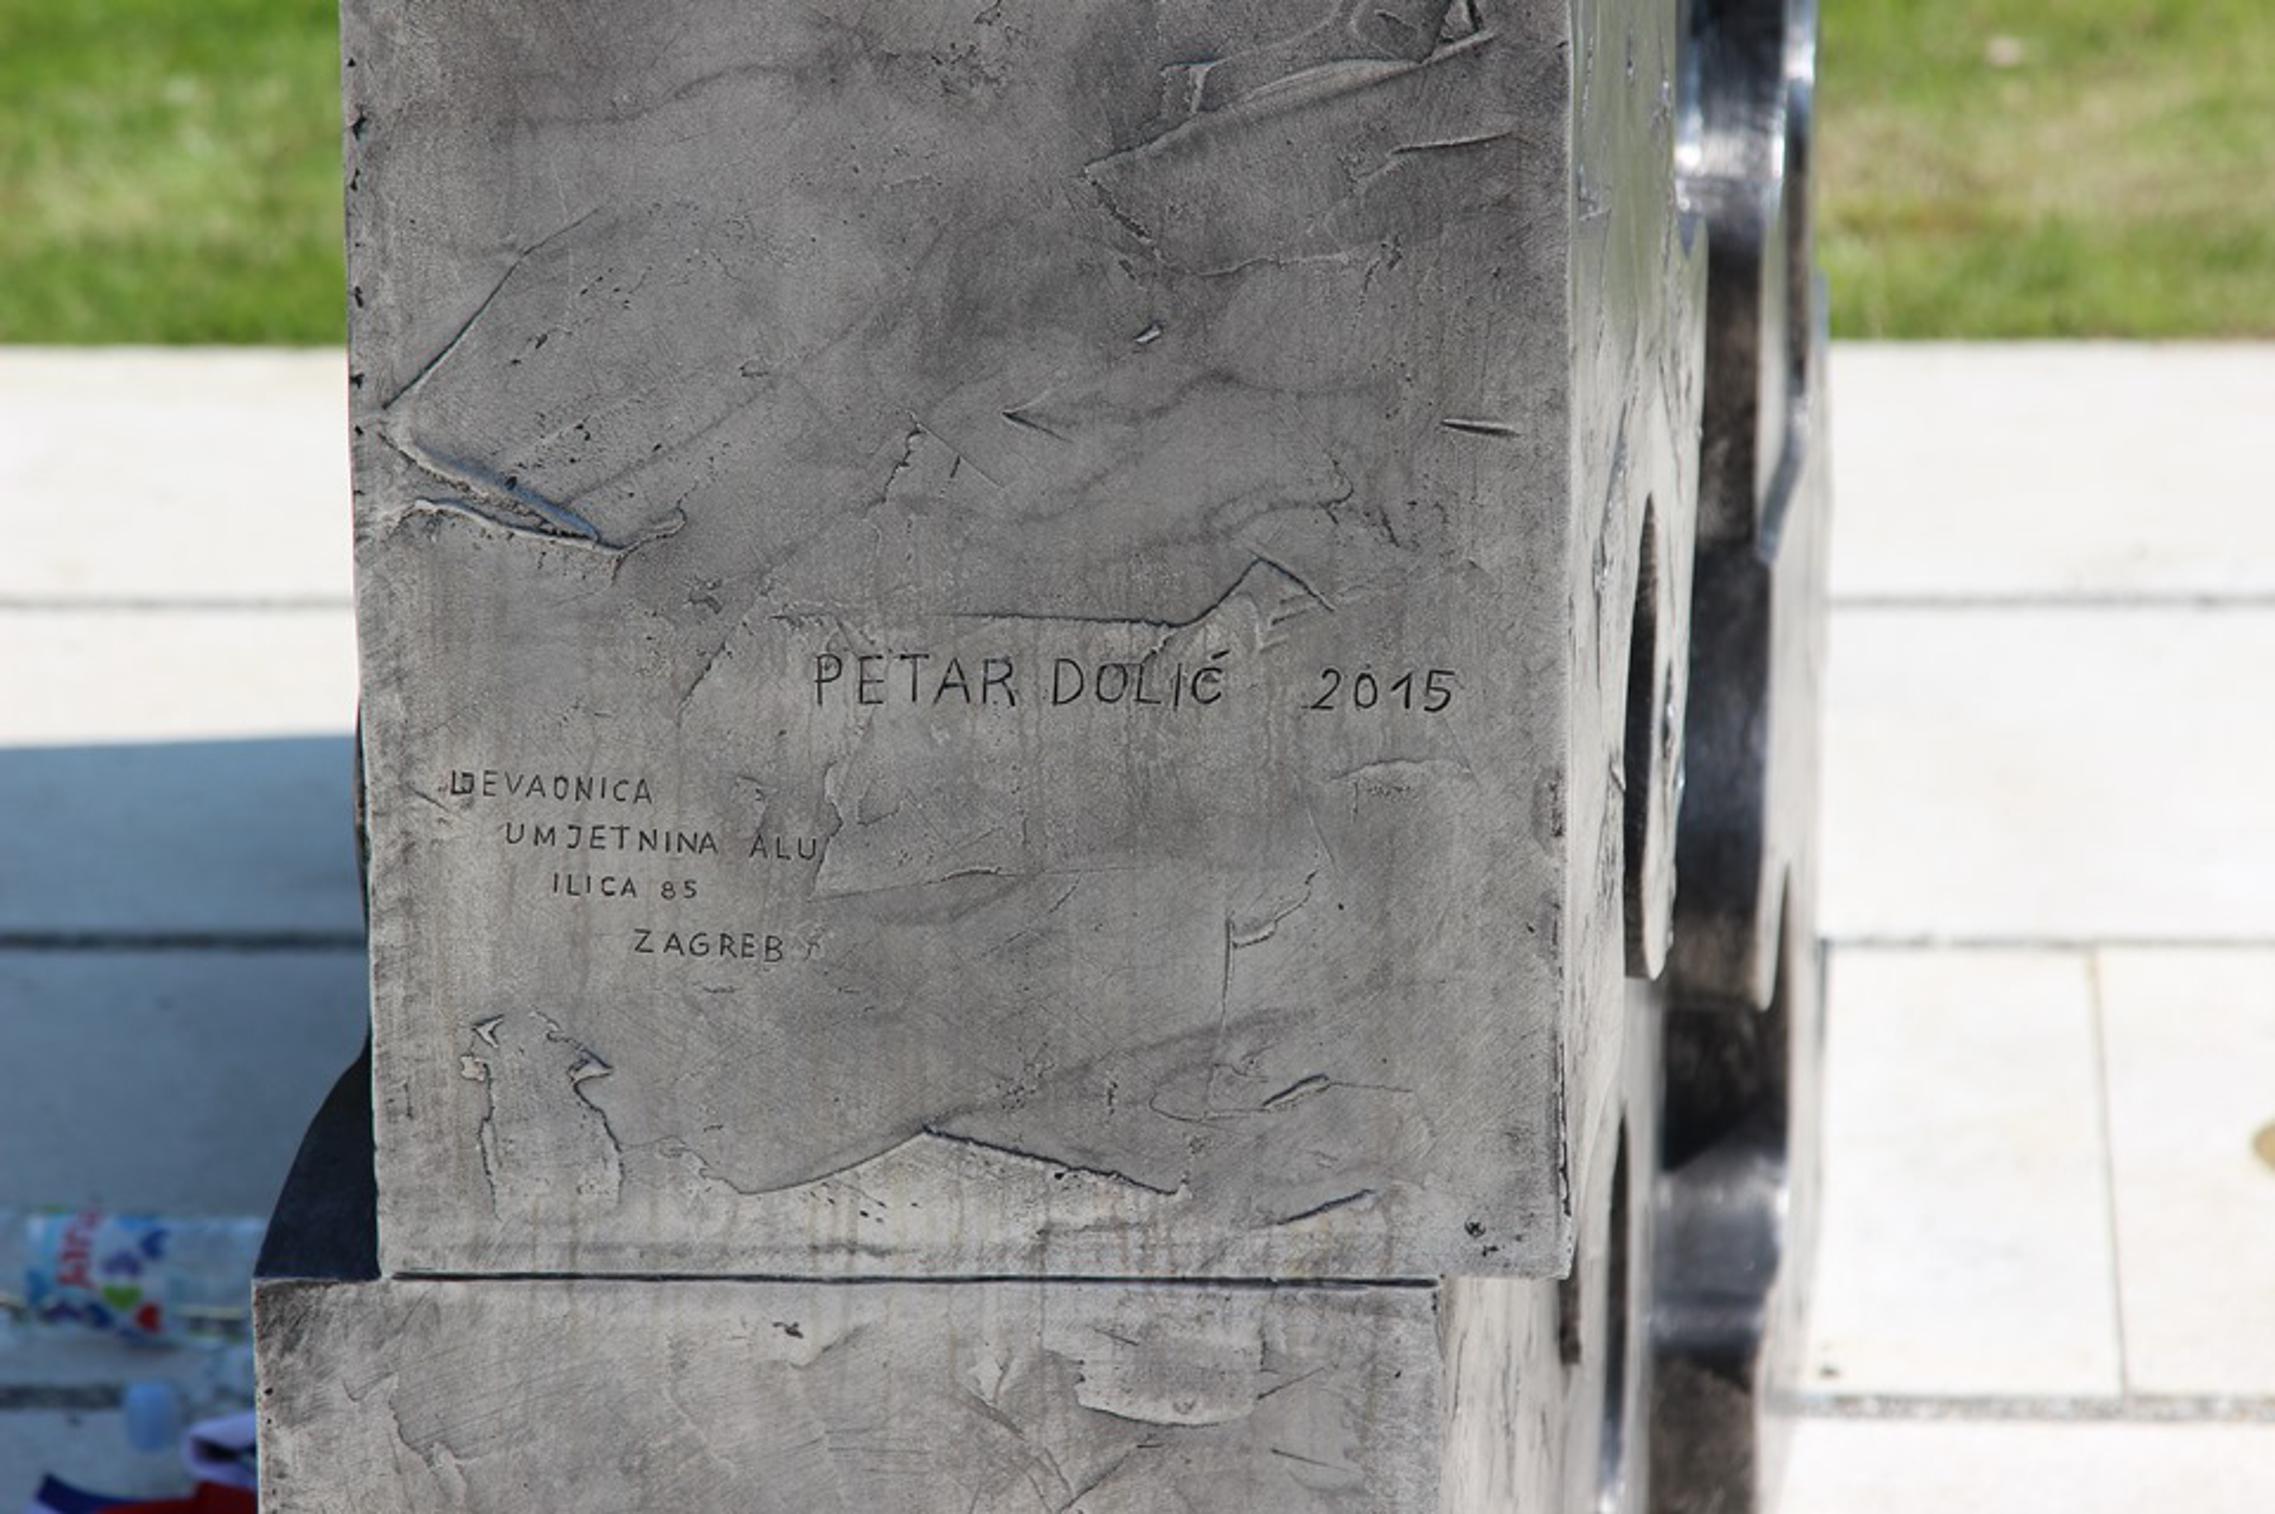 PETAR DOLIĆ 2015
LJEVAONICA
UMJETNINA ALU
ILICA 85
ZAGREB